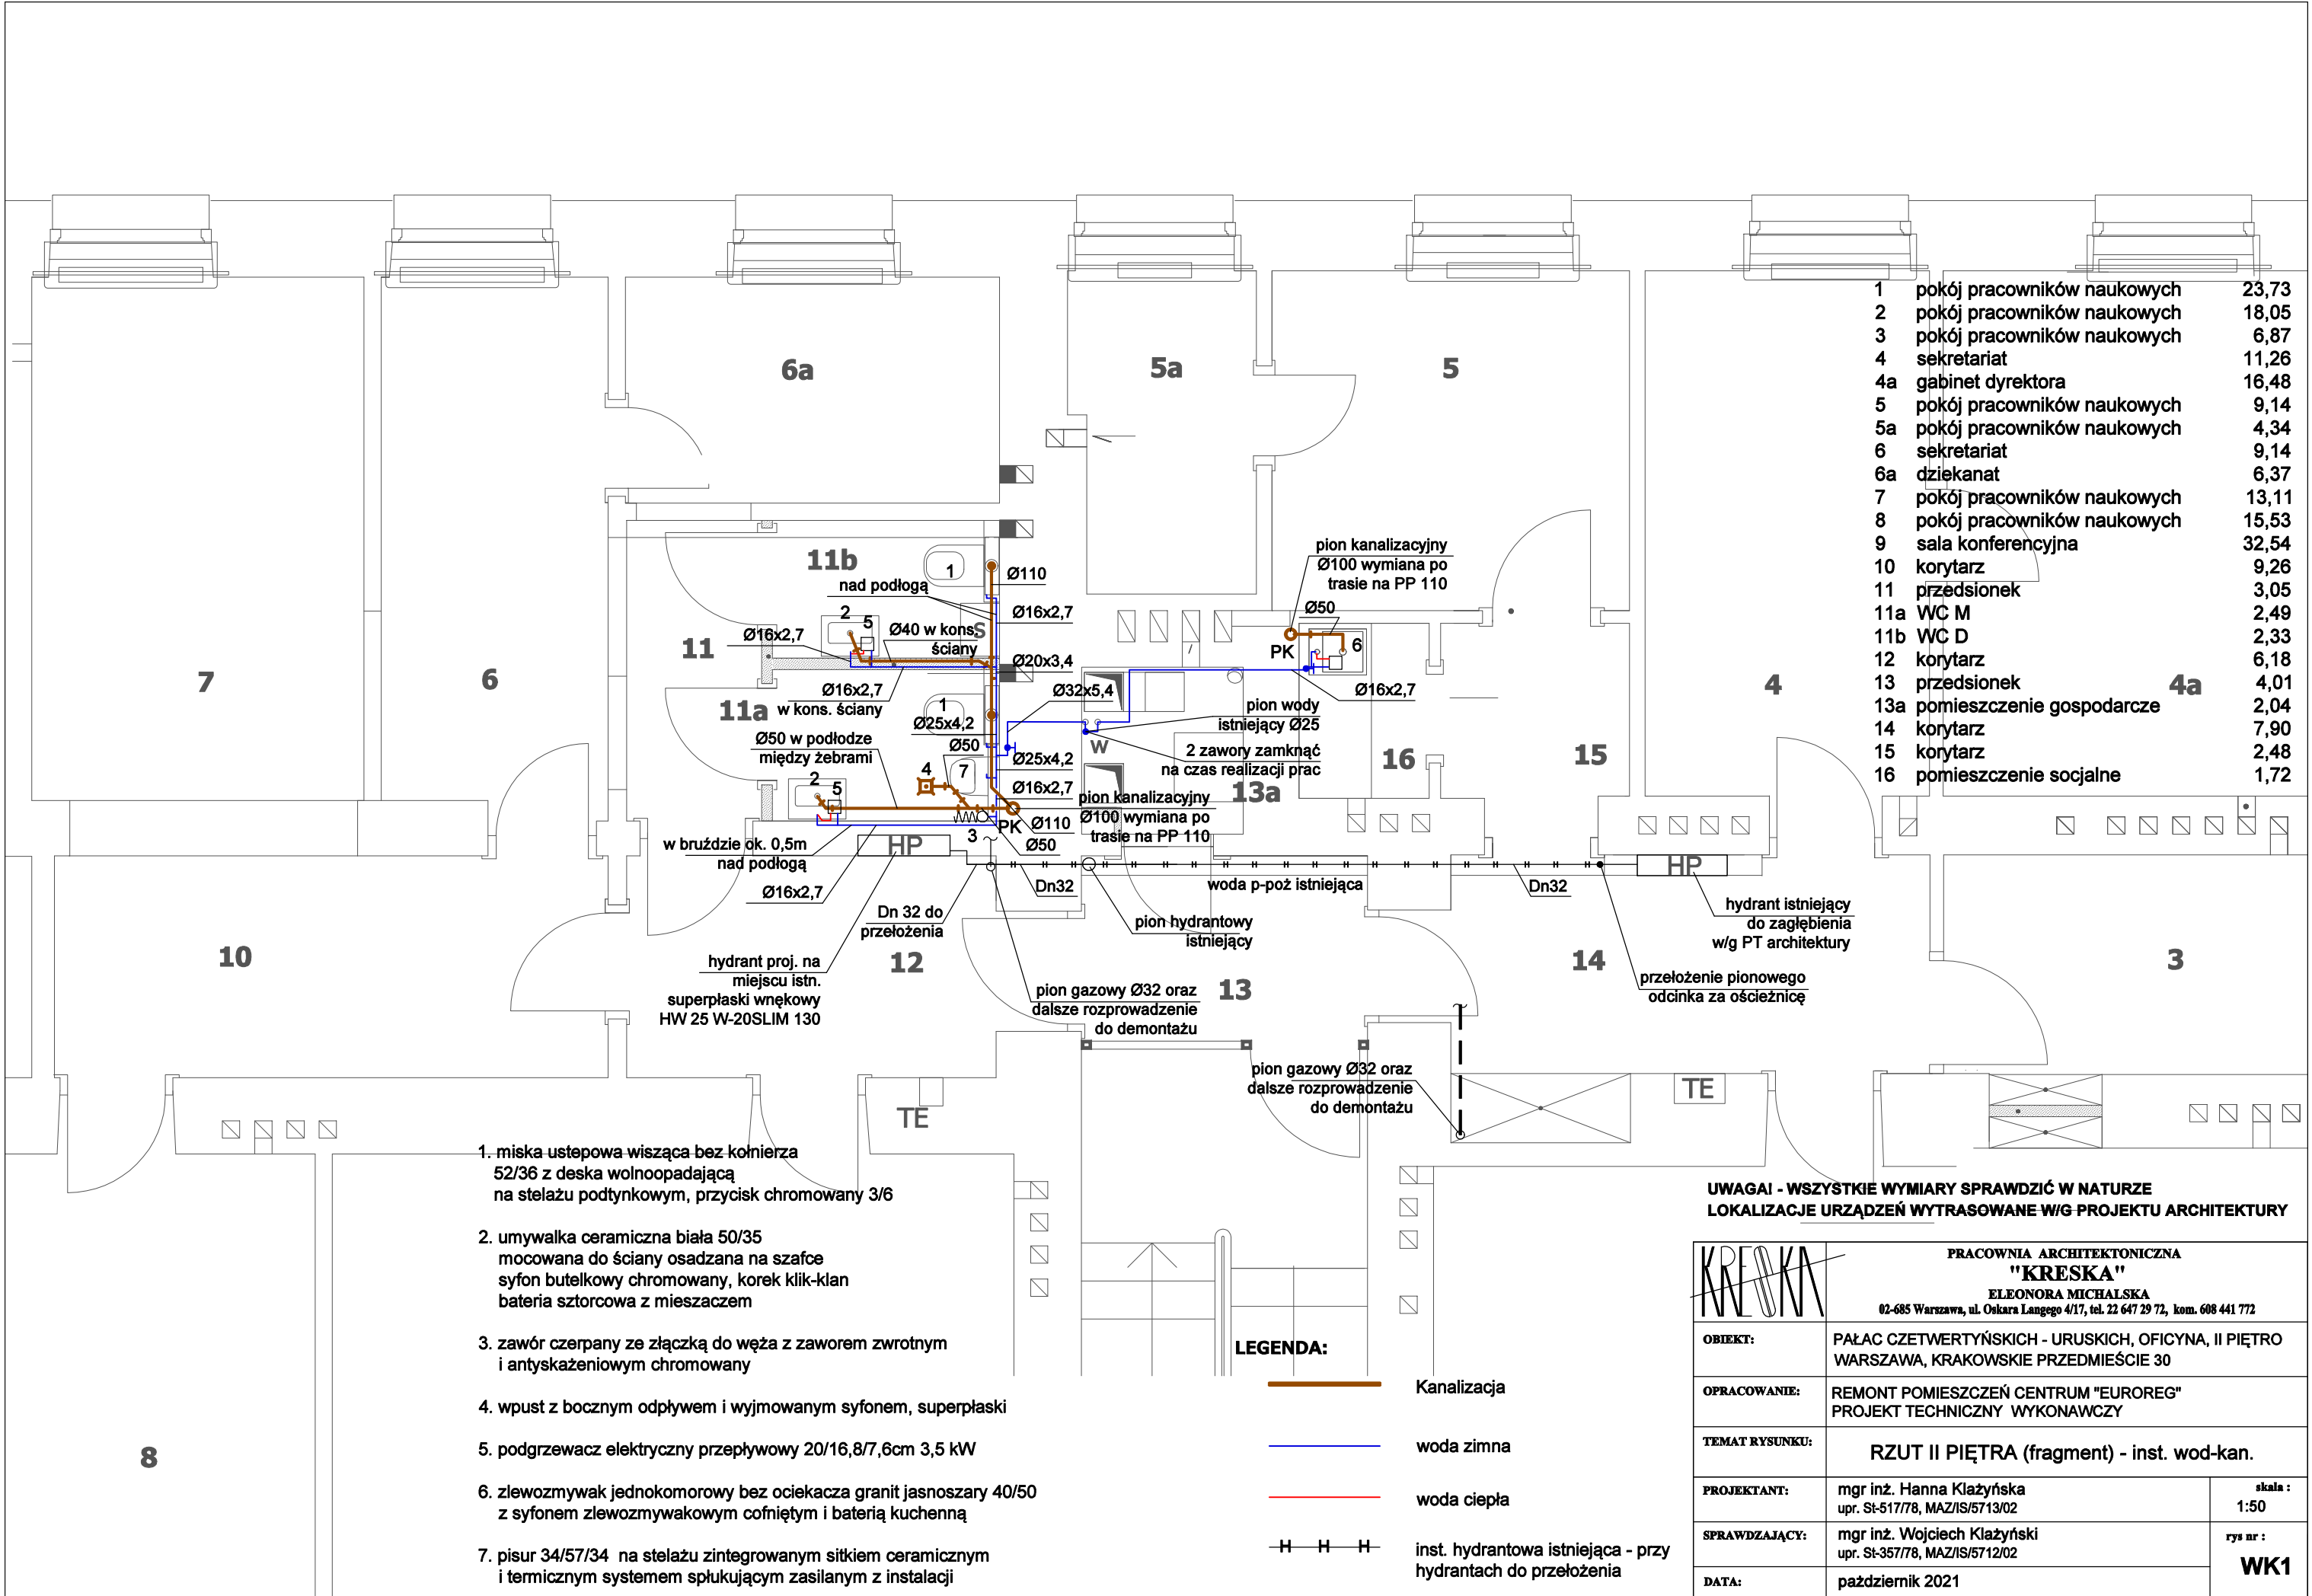 1 pokój pracowników naukowych 23,73
2 pokój pracowników naukowych 18,05
3 pokój pracowników naukowych 6,87
4 sekretariat 11,26
4a gabinet dyrektora 16,48
5 pokój pracowników naukowych 9,14
5a pokój pracowników naukowych 4,34
6 sekretariat 9,14
6a dziekanat 6,37
7 pokój pracowników naukowych 13,11
8 pokój pracowników naukowych 15,53
9 sala konferencyjna 32,54
10 korytarz 9,26
11 przedsionek 3,05
11a WC M 2,49
11b WC D 2,33
12 korytarz 6,18
13 przedsionek 4,01
13a pomieszczenie gospodarcze 2,04
14 korytarz 7,90
15 korytarz 2,48
16 pomieszczenie socjalne 1,72
6a
5a
5
7
6
11b
11
11a
4
4a
16
15
13a
10
12
13
14
3
8
nad podłogą
1
Ø110
Ø16x2,7
2
5
Ø16x2,7
Ø40 w kons.
ściany
S
Ø20x3,4
Ø16x2,7
w kons. ściany
1
Ø32x5,4
Ø25x4,2
Ø50 w podłodze
między żebrami
Ø50
4
7
Ø25x4,2
Ø16x2,7
2
5
PK
Ø110
Ø50
3
w bruździe ok. 0,5m
nad podłogą
Ø16x2,7
HP
pion kanalizacyjny
Ø100 wymiana po
trasie na PP 110
Ø50
PK
6
Ø16x2,7
pion wody
istniejący Ø25
W
2 zawory zamknąć
na czas realizacji prac
pion kanalizacyjny
Ø100 wymiana po
trasie na PP 110
Dn32
woda p-poż istniejąca
Dn32
HP
Dn 32 do
przełożenia
pion hydrantowy
istniejący
hydrant istniejący
do zagłębienia
w/g PT architektury
hydrant proj. na
miejscu istn.
superpłaski wnękowy
HW 25 W-20SLIM 130
pion gazowy Ø32 oraz
dalsze rozprowadzenie
do demontażu
przełożenie pionowego
odcinka za ościeżnicę
pion gazowy Ø32 oraz
dalsze rozprowadzenie
do demontażu
TE
TE
1. miska ustepowa wisząca bez kołnierza
52/36 z deska wolnoopadającą
na stelażu podtynkowym, przycisk chromowany 3/6
2. umywalka ceramiczna biała 50/35
mocowana do ściany osadzana na szafce
syfon butelkowy chromowany, korek klik-klan
bateria sztorcowa z mieszaczem
3. zawór czerpany ze złączką do węża z zaworem zwrotnym
i antyskażeniowym chromowany
4. wpust z bocznym odpływem i wyjmowanym syfonem, superpłaski
5. podgrzewacz elektryczny przepływowy 20/16,8/7,6cm 3,5 kW
6. zlewozmywak jednokomorowy bez ociekacza granit jasnoszary 40/50
z syfonem zlewozmywakowym cofniętym i baterią kuchenną
7. pisur 34/57/34 na stelażu zintegrowanym sitkiem ceramicznym
i termicznym systemem spłukującym zasilanym z instalacji
LEGENDA:
Kanalizacja
woda zimna
woda ciepła
H H H inst. hydrantowa istniejąca - przy
hydrantach do przełożenia
UWAGA! - WSZYSTKIE WYMIARY SPRAWDZIĆ W NATURZE
LOKALIZACJE URZĄDZEŃ WYTRASOWANE W/G PROJEKTU ARCHITEKTURY
KRESKA
PRACOWNIA ARCHITEKTONICZNA
"KRESKA"
ELEONORA MICHALSKA
02-685 Warszawa, ul. Oskara Langego 4/17, tel. 22 647 29 72, kom. 608 441 772
OBIEKT: PAŁAC CZETWERTYŃSKICH - URUSKICH, OFICYNA, II PIĘTRO
WARSZAWA, KRAKOWSKIE PRZEDMIEŚCIE 30
OPRACOWANIE: REMONT POMIESZCZEŃ CENTRUM "EUROREG"
PROJEKT TECHNICZNY WYKONAWCZY
TEMAT RYSUNKU: RZUT II PIĘTRA (fragment) - inst. wod-kan.
PROJEKTANT: mgr inż. Hanna Klażyńska
upr. St-517/78, MAZ/IS/5713/02
skala :
1:50
SPRAWDZAJĄCY: mgr inż. Wojciech Klażyński
upr. St-357/78, MAZ/IS/5712/02
rys nr :
WK1
DATA: październik 2021